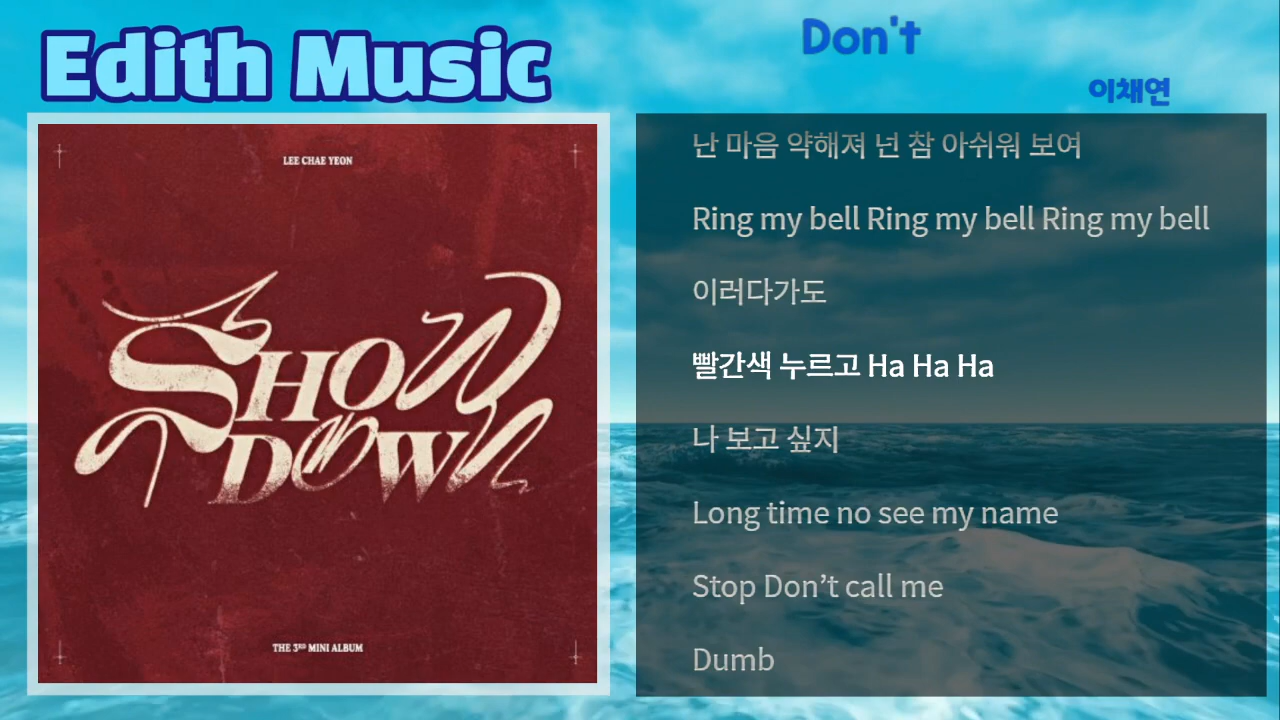 Edith Music
Don't
이채연
LEE CHAE YEON
SHOW
DOWN
THE 3RD MINI ALBUM
난 마음 약해져 넌 참 아쉬워 보여
Ring my bell Ring my bell Ring my bell
이러다가도
빨간색 누르고 Ha Ha Ha
나 보고 싶지
Long time no see my name
Stop Don’t call me
Dumb